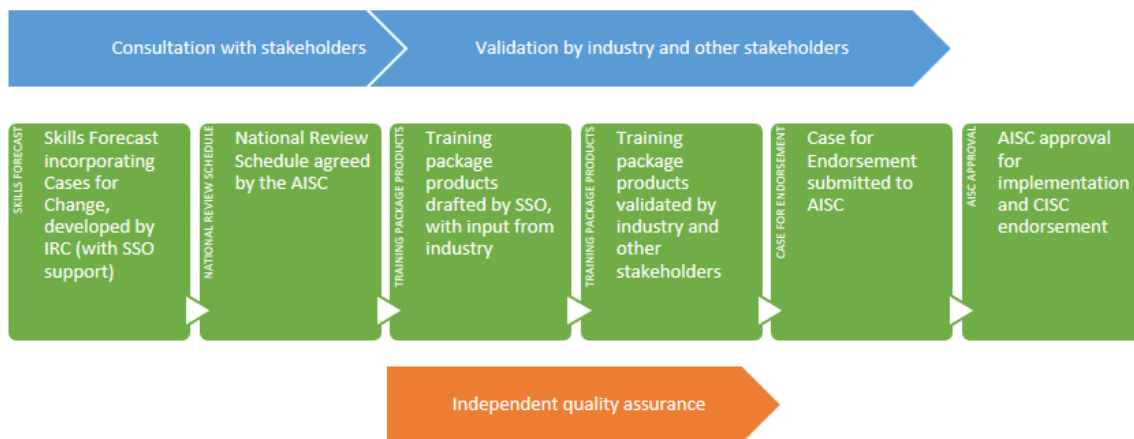 Consultation with stakeholders
Validation by industry and other stakeholders
SKILLS FORECAST
Skills Forecast
incorporating
Cases for
Change,
developed by
IRC (with SSO
support)
NATIONAL REVIEW SCHEDULE
National Review
Schedule agreed
by the AISC
TRAINING PACKAGE PRODUCTS
Training
package
products
drafted by SSO,
with input from
industry
TRAINING PACKAGE PRODUCTS
Training
package
products
validated by
industry and
other
stakeholders
CASE FOR ENDORSEMENT
Case for
Endorsement
submitted to
AISC
AISC APPROVAL
AISC approval
for
implementation
and CISC
endorsement
Independent quality assurance